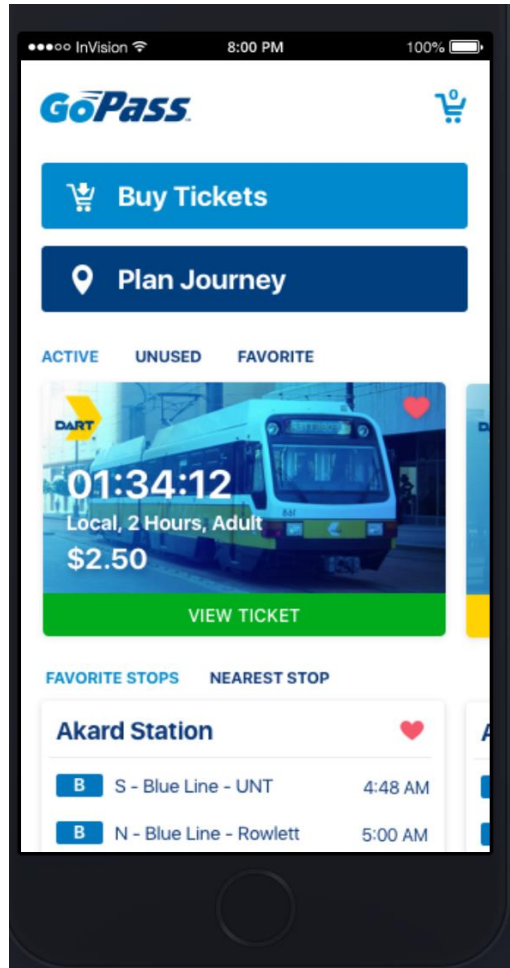 InVision 8:00 PM 100%
GoPass
0
Buy Tickets
Plan Journey
ACTIVE UNUSED FAVORITE
DART
01:34:12
Local, 2 Hours, Adult
$2.50
VIEW TICKET
FAVORITE STOPS NEAREST STOP
Akard Station
B S - Blue Line - UNT 4:48 AM
B N - Blue Line - Rowlett 5:00 AM